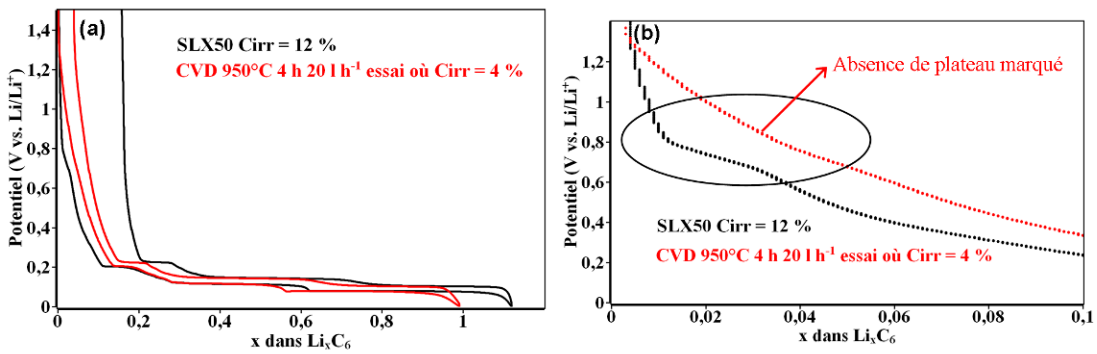 (a)
SLX50 Cirr = 12 %
CVD 950°C 4 h 20 l h⁻¹ essai où Cirr = 4 %
Potentiel (V vs. Li/Li⁺)
1,4
1,2
1
0,8
0,6
0,4
0,2
0
0 0,2 0,4 0,6 0,8 1
x dans LiₓC₆
(b)
Absence de plateau marqué
SLX50 Cirr = 12 %
CVD 950°C 4 h 20 l h⁻¹ essai où Cirr = 4 %
Potentiel (V vs. Li/Li⁺)
1,2
1
0,8
0,6
0,4
0,2
0
0 0,02 0,04 0,06 0,08 0,1
x dans LiₓC₆